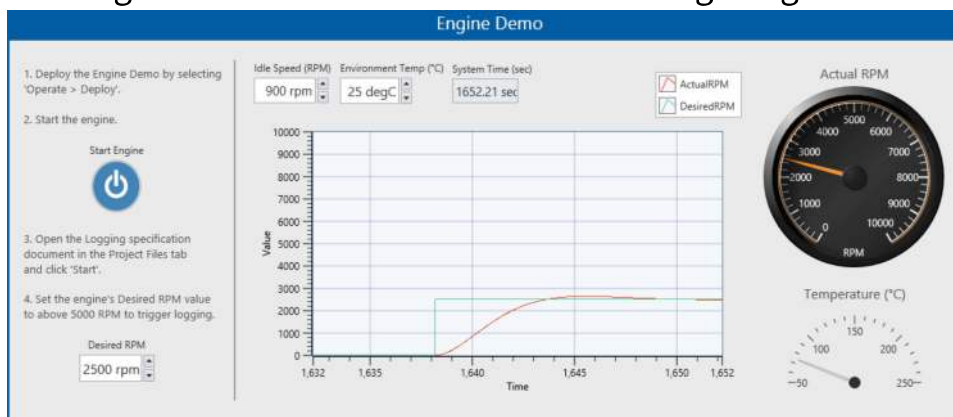 Engine Demo
1. Deploy the Engine Demo by selecting
'Operate > Deploy'.
2. Start the engine.
Start Engine
3. Open the Logging specification
document in the Project Files tab
and click 'Start'.
4. Set the engine's Desired RPM value
to above 5000 RPM to trigger logging.
Desired RPM
2500 rpm
Idle Speed (RPM) Environment Temp (°C) System Time (sec)
900 rpm 25 degC 1652.21 sec
ActualRPM
DesiredRPM
Value
10000
9000
8000
7000
6000
5000
4000
3000
2000
1000
0
1,632 1,635 1,640 1,645 1,650 1,652
Time
Actual RPM
0 1000 2000 3000 4000 5000 6000 7000 8000 9000 10000
RPM
Temperature (°C)
50 100 150 200 250